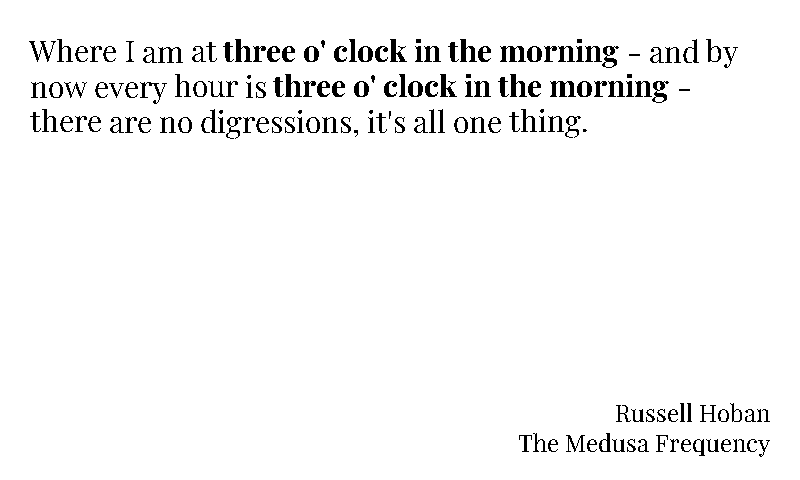 Where I am at three o' clock in the morning – and by
now every hour is three o' clock in the morning –
there are no digressions, it's all one thing.
Russell Hoban
The Medusa Frequency